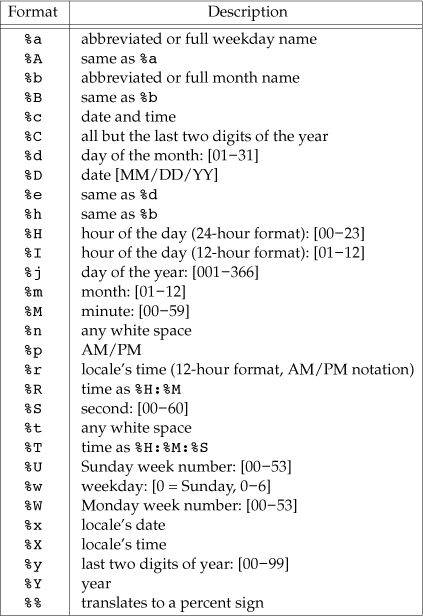 Format Description
%a abbreviated or full weekday name
%A same as %a
%b abbreviated or full month name
%B same as %b
%c date and time
%C all but the last two digits of the year
%d day of the month: [01–31]
%D date [MM/DD/YY]
%e same as %d
%h same as %b
%H hour of the day (24-hour format): [00–23]
%I hour of the day (12-hour format): [01–12]
%j day of the year: [001–366]
%m month: [01–12]
%M minute: [00–59]
%n any white space
%p AM/PM
%r locale’s time (12-hour format, AM/PM notation)
%R time as %H:%M
%S second: [00–60]
%t any white space
%T time as %H:%M:%S
%U Sunday week number: [00–53]
%w weekday: [0 = Sunday, 0–6]
%W Monday week number: [00–53]
%x locale’s date
%X locale’s time
%y last two digits of year: [00–99]
%Y year
%% translates to a percent sign